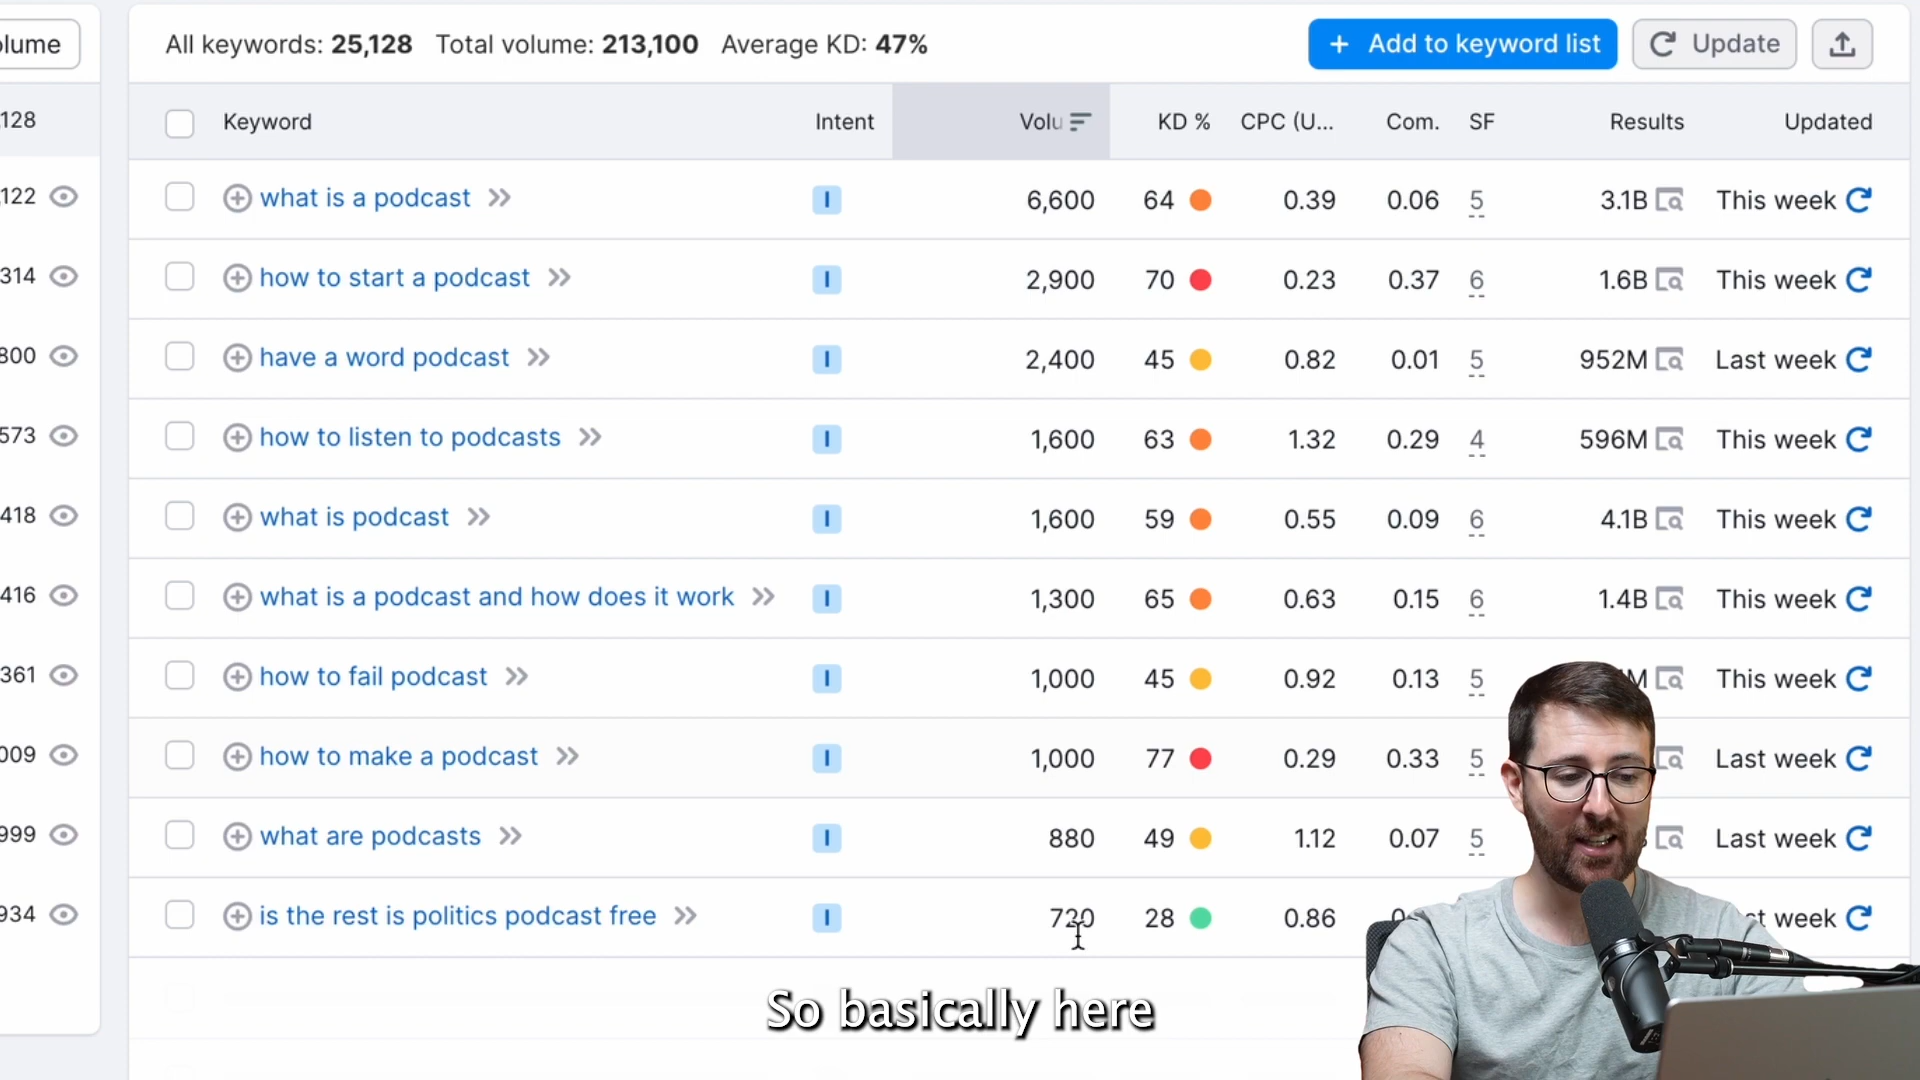 olume
All keywords: 25,128 Total volume: 213,100 Average KD: 47% + Add to keyword list Update
128 Keyword Intent Volu KD % CPC (U... Com. SF Results Updated
122 what is a podcast I 6,600 64 0.39 0.06 5 3.1B This week
314 how to start a podcast I 2,900 70 0.23 0.37 6 1.6B This week
800 have a word podcast I 2,400 45 0.82 0.01 5 952M Last week
573 how to listen to podcasts I 1,600 63 1.32 0.29 4 596M This week
418 what is podcast I 1,600 59 0.55 0.09 6 4.1B This week
416 what is a podcast and how does it work I 1,300 65 0.63 0.15 6 1.4B This week
361 how to fail podcast I 1,000 45 0.92 0.13 5 M This week
009 how to make a podcast I 1,000 77 0.29 0.33 5 Last week
999 what are podcasts I 880 49 1.12 0.07 5 Last week
934 is the rest is politics podcast free I 720 28 0.86 0 t week
So basically here